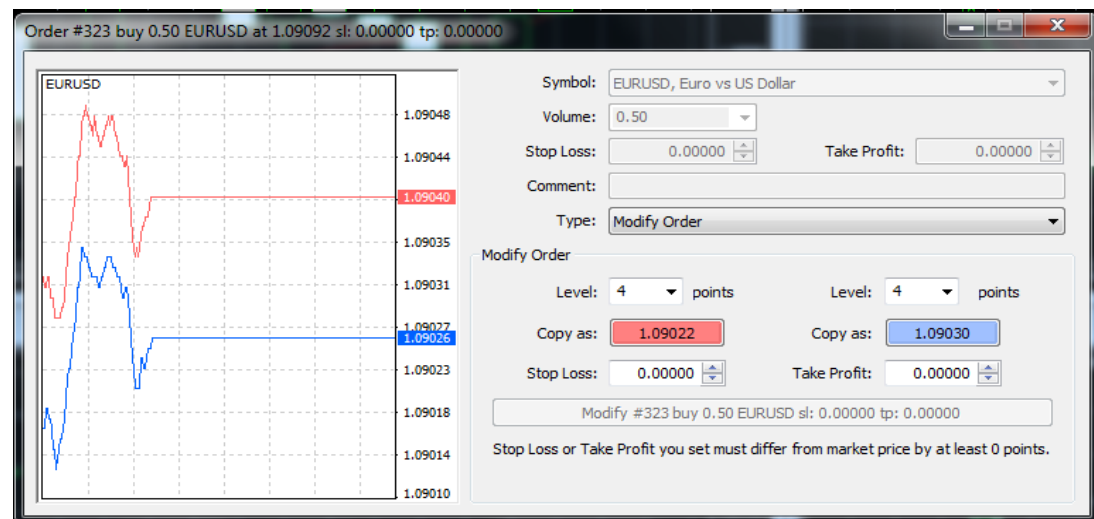 Order #323 buy 0.50 EURUSD at 1.09092 sl: 0.00000 tp: 0.00000
EURUSD
1.09048
1.09044
1.09040
1.09035
1.09031
1.09027
1.09026
1.09023
1.09018
1.09014
1.09010
Symbol: EURUSD, Euro vs US Dollar
Volume: 0.50
Stop Loss: 0.00000 Take Profit: 0.00000
Comment:
Type: Modify Order
Modify Order
Level: 4 points Level: 4 points
Copy as: 1.09022 Copy as: 1.09030
Stop Loss: 0.00000 Take Profit: 0.00000
Modify #323 buy 0.50 EURUSD sl: 0.00000 tp: 0.00000
Stop Loss or Take Profit you set must differ from market price by at least 0 points.